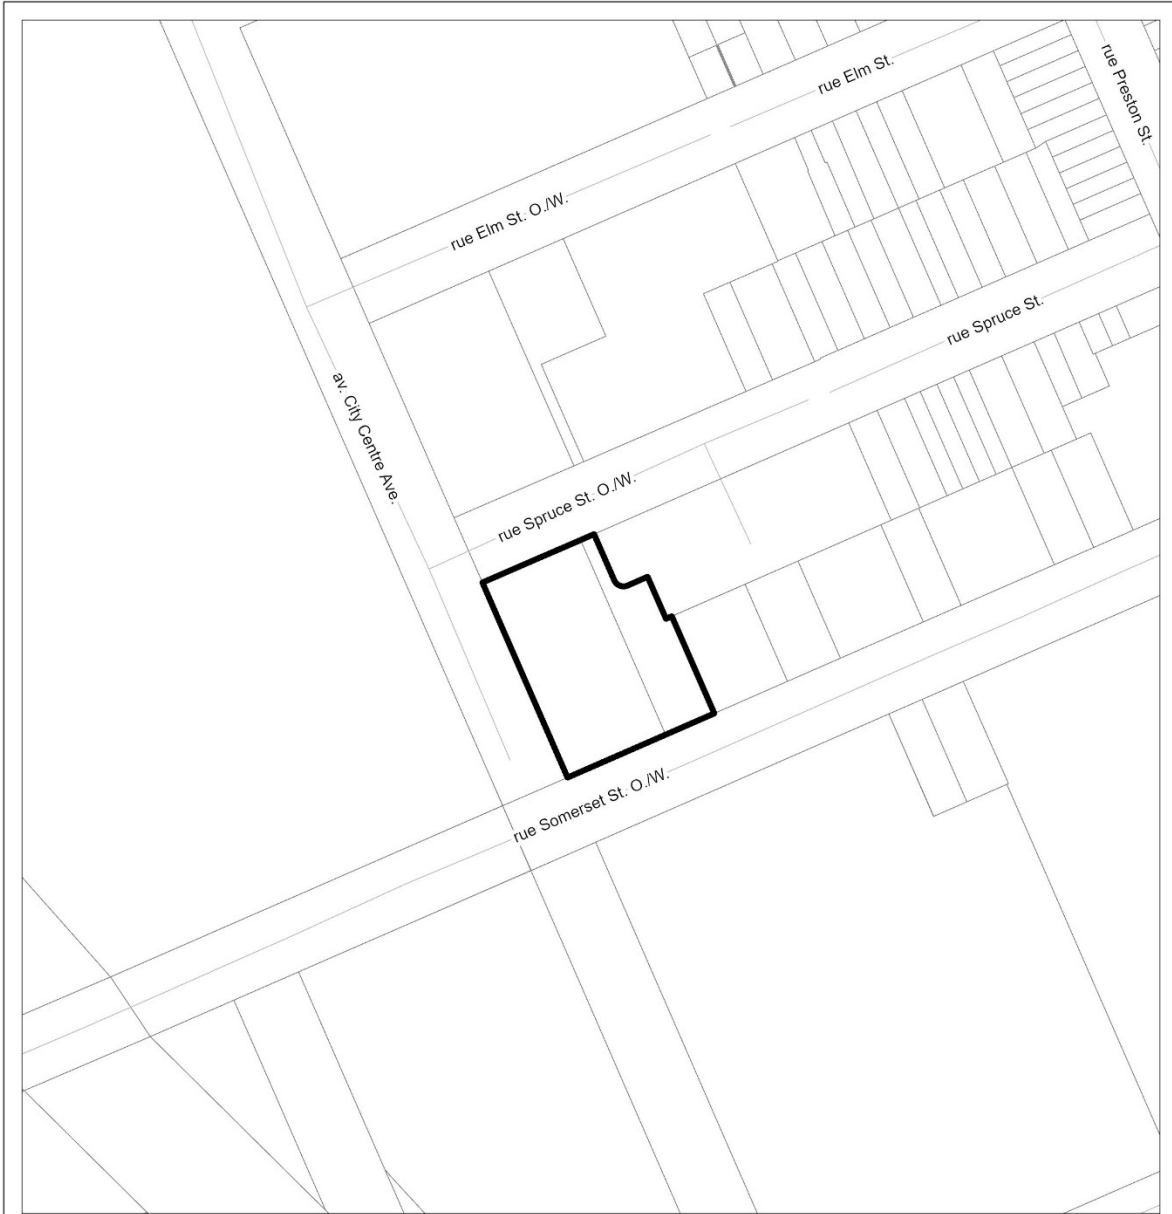 rue Elm St.
rue Preston St.
rue Elm St. O./W.
rue Spruce St.
av. City Centre Ave.
rue Spruce St. O./W.
rue Somerset St. O./W.